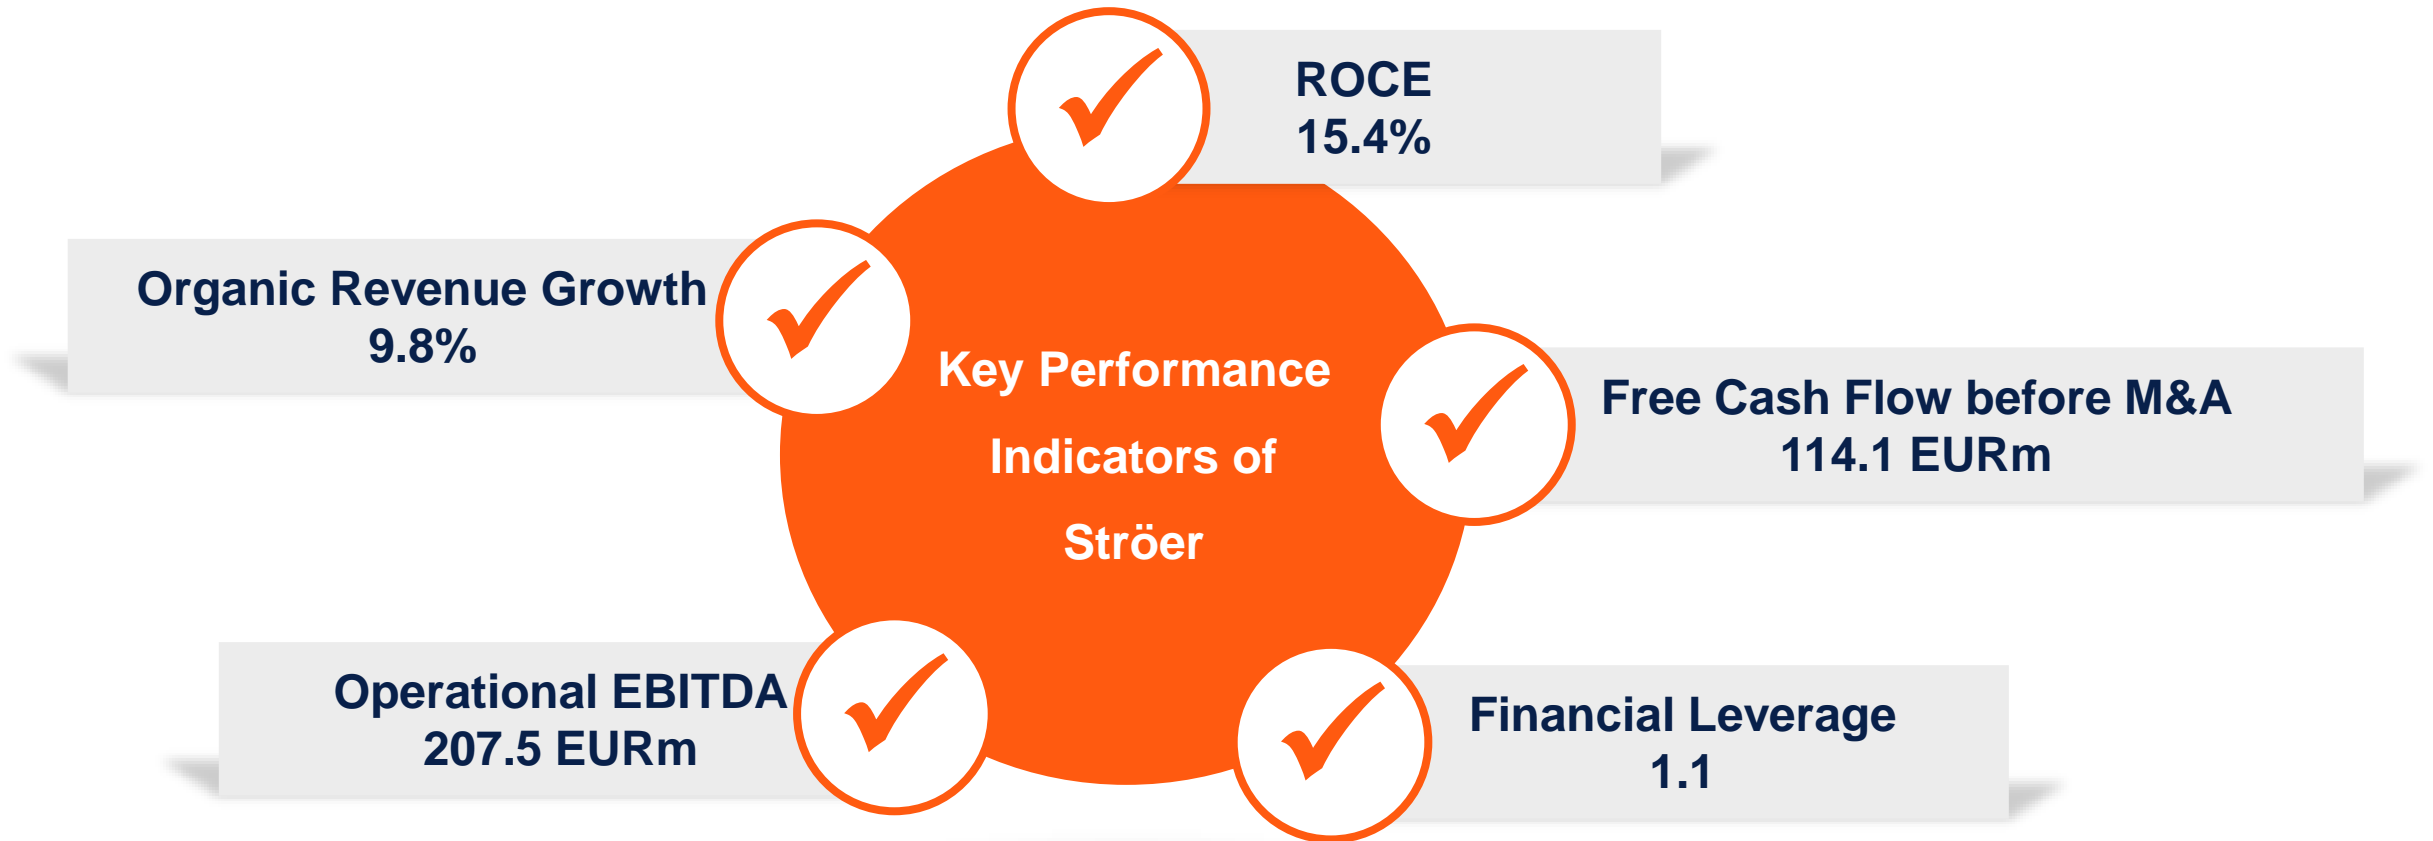 ROCE
15.4%
Organic Revenue Growth
9.8%
Key Performance
Indicators of
Ströer
Free Cash Flow before M&A
114.1 EURm
Operational EBITDA
207.5 EURm
Financial Leverage
1.1